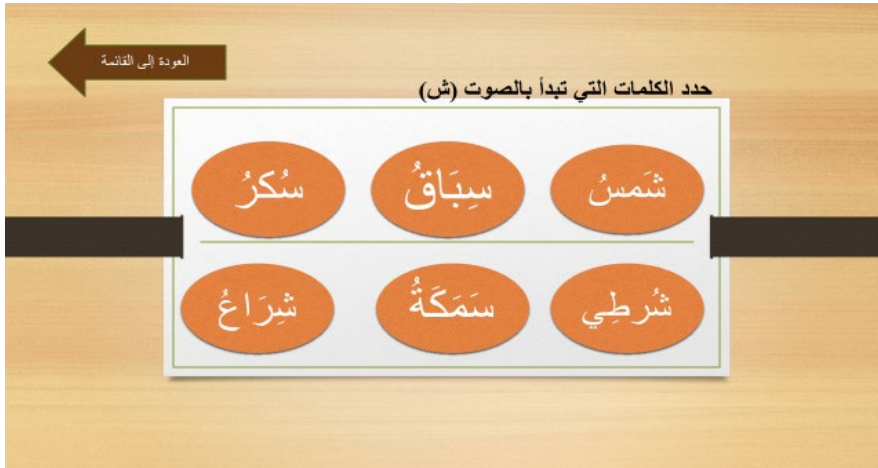 العودة إلى القائمة
حدد الكلمات التي تبدأ بالصوت (ش)
شَمسُ سِبَاقُ سُكرُ
شُرطِي سَمَكَةُ شِرَاعُ